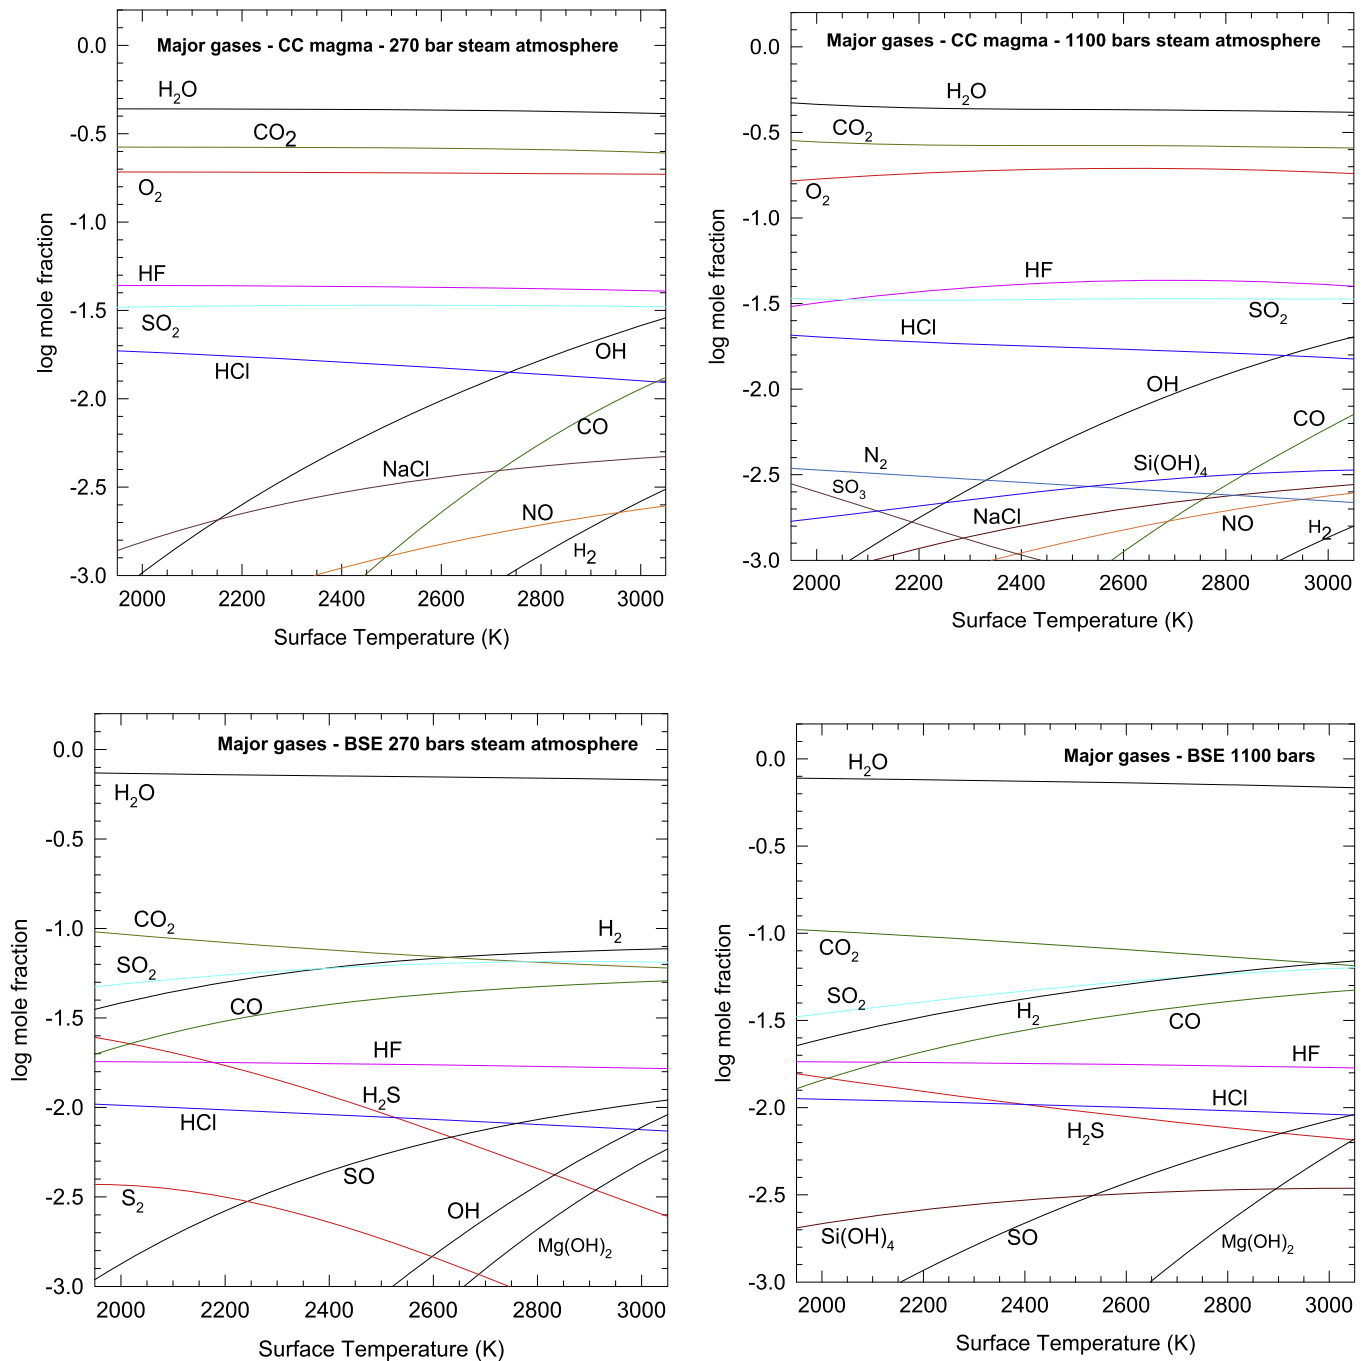 Major gases - CC magma - 270 bar steam atmosphere
0.0
-0.5
-1.0
-1.5
-2.0
-2.5
-3.0
log mole fraction
H2O
CO2
O2
HF
SO2
HCl
OH
CO
NaCl
NO
H2
2000 2200 2400 2600 2800 3000
Surface Temperature (K)
Major gases - CC magma - 1100 bars steam atmosphere
0.0
-0.5
-1.0
-1.5
-2.0
-2.5
-3.0
log mole fraction
H2O
CO2
O2
HF
SO2
HCl
OH
CO
N2
Si(OH)4
SO3
NaCl
NO
H2
2000 2200 2400 2600 2800 3000
Surface Temperature (K)
Major gases - BSE 270 bars steam atmosphere
0.0
-0.5
-1.0
-1.5
-2.0
-2.5
-3.0
log mole fraction
H2O
CO2
H2
SO2
CO
HF
H2S
HCl
SO
S2
OH
Mg(OH)2
2000 2200 2400 2600 2800 3000
Surface Temperature (K)
Major gases - BSE 1100 bars
0.0
-0.5
-1.0
-1.5
-2.0
-2.5
-3.0
log mole fraction
H2O
CO2
SO2
H2
CO
HF
HCl
H2S
Si(OH)4
SO
Mg(OH)2
2000 2200 2400 2600 2800 3000
Surface Temperature (K)